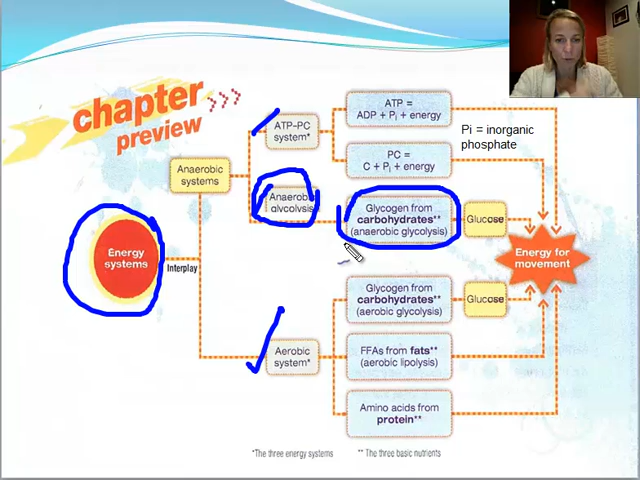 chapter
preview
Energy
systems
Interplay
Anaerobic
systems
ATP-PC
system*
Anaerobic
glycolysis
Aerobic
system*
ATP =
ADP + Pi + energy
PC =
C + Pi + energy
Glycogen from
carbohydrates**
(anaerobic glycolysis)
Glucose
Glycogen from
carbohydrates**
(aerobic glycolysis)
Glucose
FFAs from fats**
(aerobic lipolysis)
Amino acids from
protein**
Pi = inorganic
phosphate
Energy for
movement
*The three energy systems
** The three basic nutrients